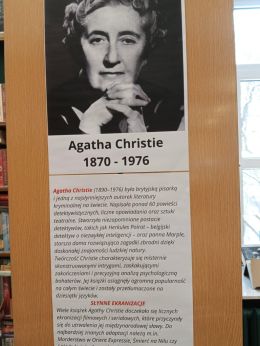 Agatha Christie
1870 - 1976
Agatha Christie (1890–1976) była brytyjską pisarką
i jedną z najsłynniejszych autorek literatury
kryminalnej na świecie. Napisała ponad 60 powieści
detektywistycznych, liczne opowiadania oraz sztuki
teatralne. Stworzyła niezapomniane postacie
detektywów, takich jak Herkules Poirot – belgijski
detektyw o niezwykłej inteligencji – oraz panna Marple,
starsza dama rozwiązująca zagadki zbrodni dzięki
doskonałej znajomości ludzkiej natury.
Twórczość Christie charakteryzuje się misternie
skonstruowanymi intrygami, zaskakującymi
zakończeniami i precyzyjną analizą psychologiczną
bohaterów. Jej książki osiągnęły ogromną popularność
na całym świecie i zostały przetłumaczone na
dziesiątki języków.
SŁYNNE EKRANIZACJE
Wiele książek Agathy Christie doczekało się licznych
ekranizacji filmowych i serialowych, które przyczyniły
się do utrwalenia jej międzynarodowej sławy. Do
najbardziej znanych adaptacji należą m.in.
Morderstwo w Orient Expressie, Śmierć na Nilu czy